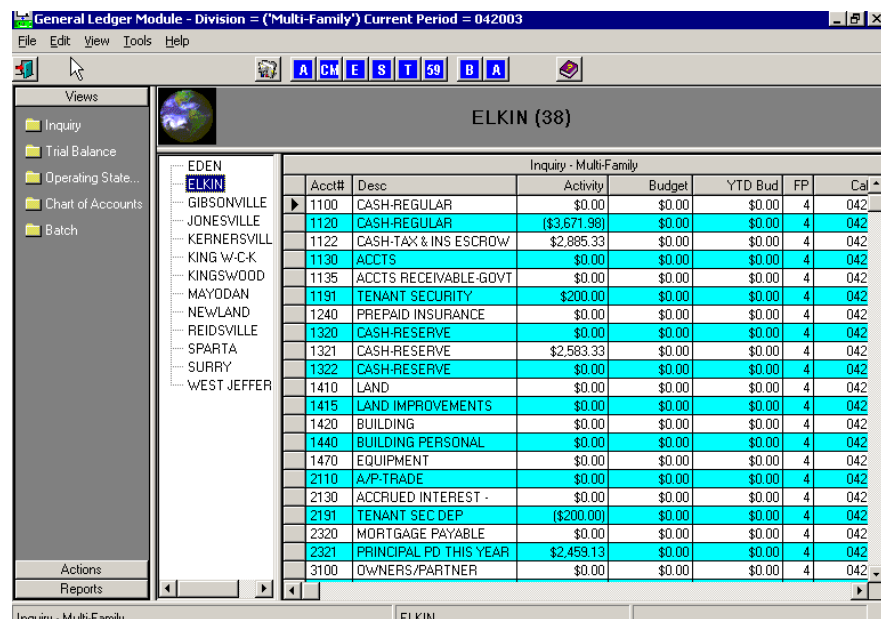 General Ledger Module - Division = ('Multi-Family') Current Period = 042003
File Edit View Tools Help
A CM E S T 59 B A
Views
Inquiry
Trial Balance
Operating State...
Chart of Accounts
Batch
Actions
Reports
ELKIN (38)
EDEN
ELKIN
GIBSONVILLE
JONESVILLE
KERNERSVILL
KING W-C-K
KINGSWOOD
MAYODAN
NEWLAND
REIDSVILLE
SPARTA
SURRY
WEST JEFFER
Inquiry - Multi-Family
Acct# Desc Activity Budget YTD Bud FP Cal
1100 CASH-REGULAR $0.00 $0.00 $0.00 4 042
1120 CASH-REGULAR ($3,671.98) $0.00 $0.00 4 042
1122 CASH-TAX & INS ESCROW $2,885.33 $0.00 $0.00 4 042
1130 ACCTS $0.00 $0.00 $0.00 4 042
1135 ACCTS RECEIVABLE-GOVT $0.00 $0.00 $0.00 4 042
1191 TENANT SECURITY $200.00 $0.00 $0.00 4 042
1240 PREPAID INSURANCE $0.00 $0.00 $0.00 4 042
1320 CASH-RESERVE $0.00 $0.00 $0.00 4 042
1321 CASH-RESERVE $2,583.33 $0.00 $0.00 4 042
1322 CASH-RESERVE $0.00 $0.00 $0.00 4 042
1410 LAND $0.00 $0.00 $0.00 4 042
1415 LAND IMPROVEMENTS $0.00 $0.00 $0.00 4 042
1420 BUILDING $0.00 $0.00 $0.00 4 042
1440 BUILDING PERSONAL $0.00 $0.00 $0.00 4 042
1470 EQUIPMENT $0.00 $0.00 $0.00 4 042
2110 A/P-TRADE $0.00 $0.00 $0.00 4 042
2130 ACCRUED INTEREST - $0.00 $0.00 $0.00 4 042
2191 TENANT SEC DEP ($200.00) $0.00 $0.00 4 042
2320 MORTGAGE PAYABLE $0.00 $0.00 $0.00 4 042
2321 PRINCIPAL PD THIS YEAR $2,459.13 $0.00 $0.00 4 042
3100 OWNERS/PARTNER $0.00 $0.00 $0.00 4 042
Inquiry - Multi-Family ELKIN